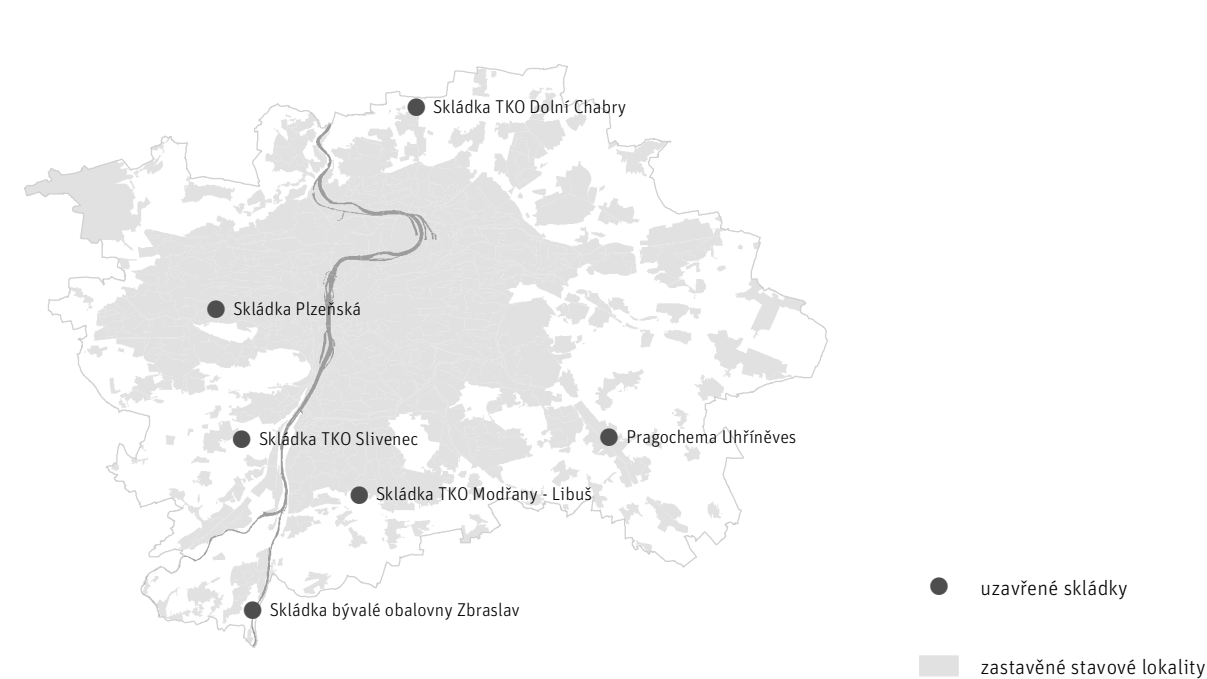 Skládka TKO Dolní Chabry
Skládka Plzeňská
Skládka TKO Slivenec
Pragochema Uhříněves
Skládka TKO Modřany - Libuš
Skládka bývalé obalovny Zbraslav
uzavřené skládky
zastavěné stavové lokality